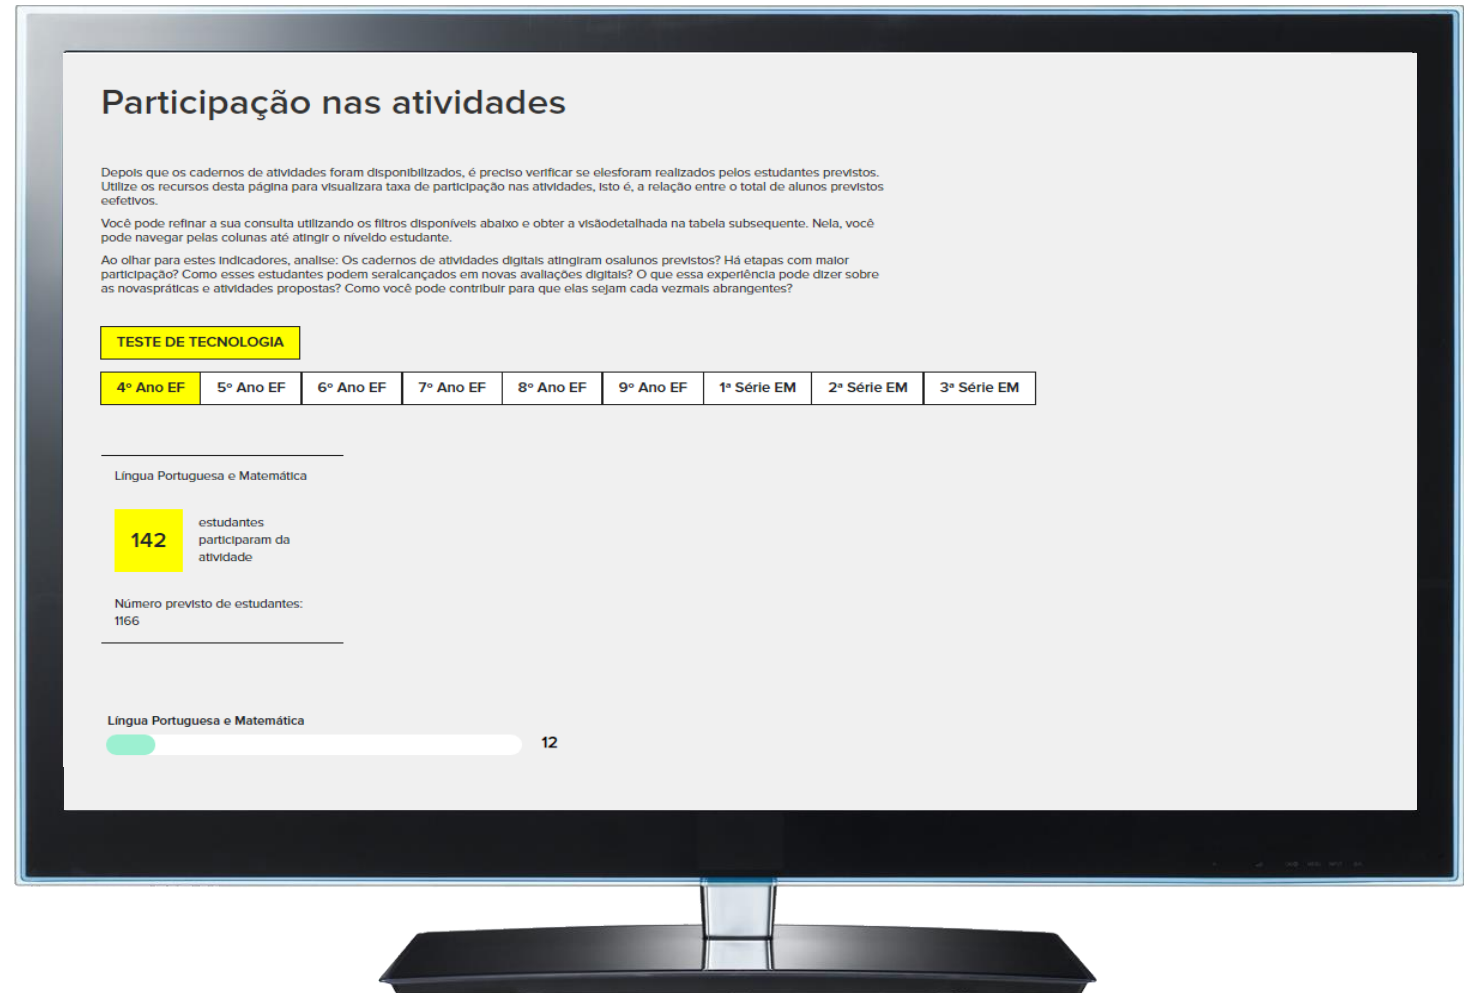 Participação nas atividades
Depois que os cadernos de atividades foram disponibilizados, é preciso verificar se elesforam realizados pelos estudantes previstos.
Utilize os recursos desta página para visualizara taxa de participação nas atividades, isto é, a relação entre o total de alunos previstos
eefetivos.
Você pode refinar a sua consulta utilizando os filtros disponíveis abaixo e obter a visãodetalhada na tabela subsequente. Nela, você
pode navegar pelas colunas até atingir o níveldo estudante.
Ao olhar para estes indicadores, analise: Os cadernos de atividades digitais atingiram osalunos previstos? Há etapas com maior
participação? Como esses estudantes podem seralcançados em novas avaliações digitais? O que essa experiência pode dizer sobre
as novaspráticas e atividades propostas? Como você pode contribuir para que elas sejam cada vezmais abrangentes?
TESTE DE TECNOLOGIA
4º Ano EF 5º Ano EF 6º Ano EF 7º Ano EF 8º Ano EF 9º Ano EF 1ª Série EM 2ª Série EM 3ª Série EM
Língua Portuguesa e Matemática
142
estudantes
participaram da
atividade
Número previsto de estudantes:
1166
Língua Portuguesa e Matemática
12